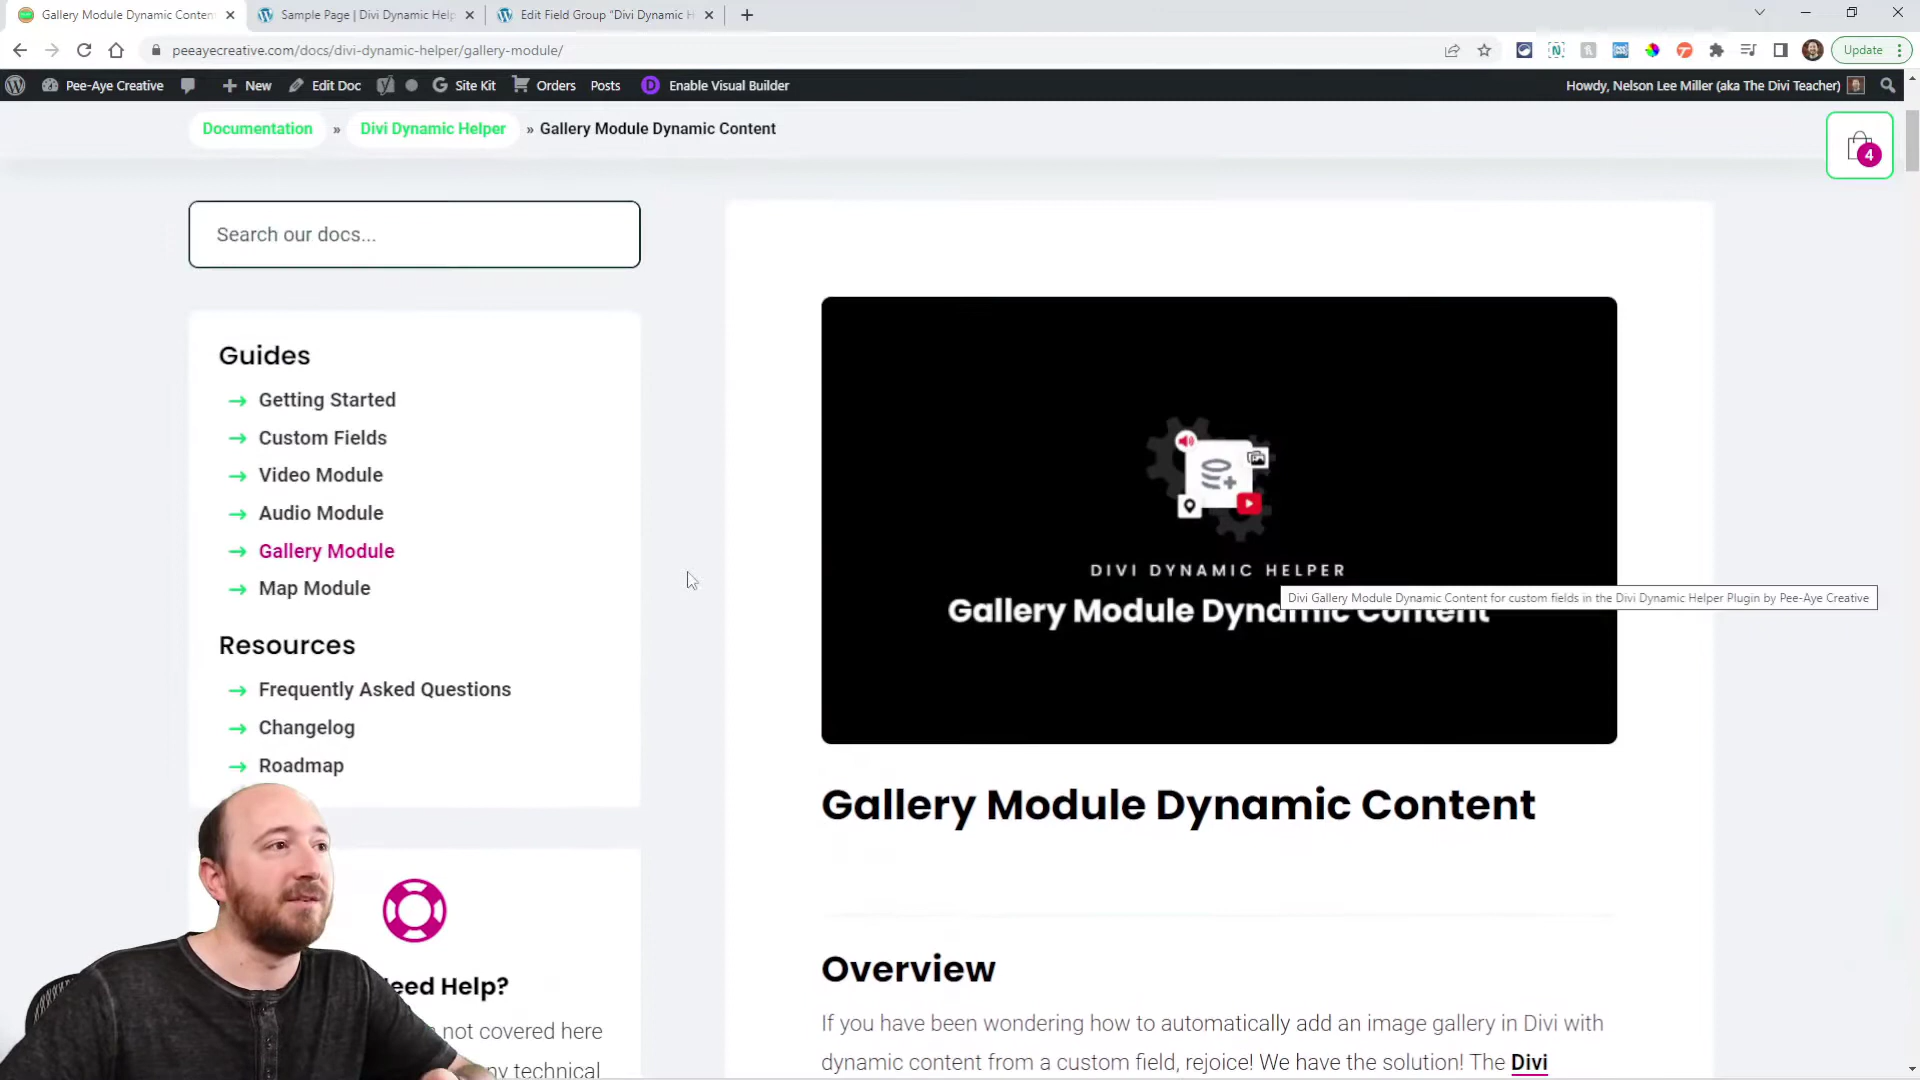 Gallery Module Dynamic Conten
Sample Page | Divi Dynamic Help
Edit Field Group "Divi Dynamic H
peeayecreative.com/docs/divi-dynamic-helper/gallery-module/
Update
Pee-Aye Creative
New
Edit Doc
Site Kit
Orders
Posts
Enable Visual Builder
Howdy, Nelson Lee Miller (aka The Divi Teacher)
Documentation » Divi Dynamic Helper » Gallery Module Dynamic Content
4
Search our docs...
Guides
Getting Started
Custom Fields
Video Module
Audio Module
Gallery Module
Map Module
Resources
Frequently Asked Questions
Changelog
Roadmap
eed Help?
not covered here
ny technical
DIVI DYNAMIC HELPER
Gallery Module Dynamic Content
Divi Gallery Module Dynamic Content for custom fields in the Divi Dynamic Helper Plugin by Pee-Aye Creative
Gallery Module Dynamic Content
Overview
If you have been wondering how to automatically add an image gallery in Divi with
dynamic content from a custom field, rejoice! We have the solution! The Divi